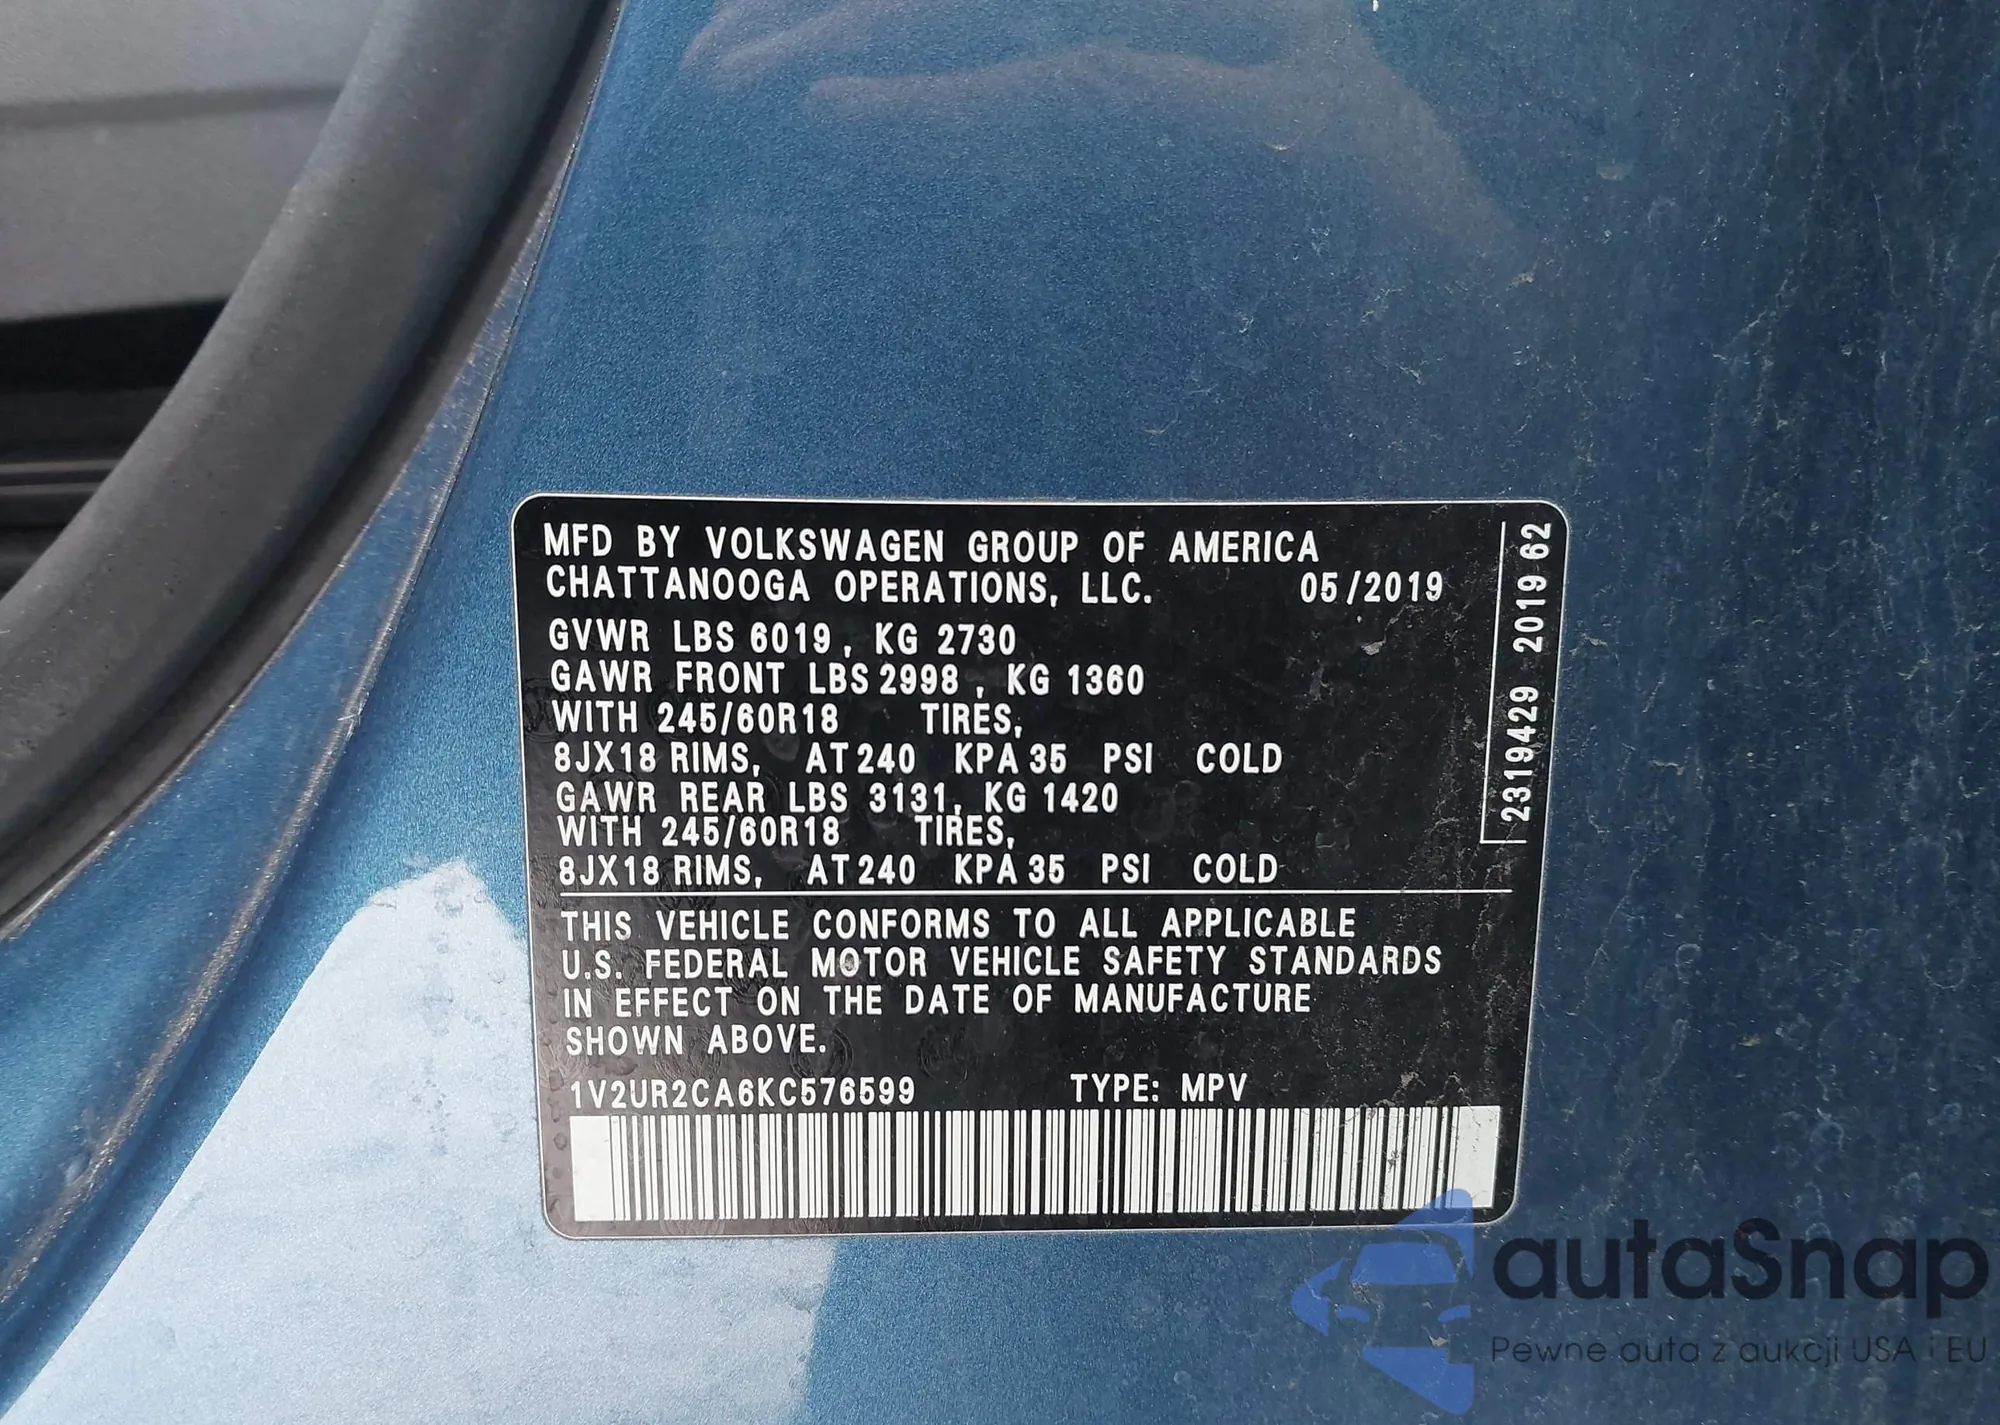 MFD BY VOLKSWAGEN GROUP OF AMERICA
CHATTANOOGA OPERATIONS, LLC. 05/2019
GVWR LBS 6019, KG 2730
GAWR FRONT LBS 2998, KG 1360
WITH 245/60R18 TIRES,
8JX18 RIMS, AT 240 KPA 35 PSI COLD
GAWR REAR LBS 3131, KG 1420
WITH 245/60R18 TIRES,
8JX18 RIMS, AT 240 KPA 35 PSI COLD
THIS VEHICLE CONFORMS TO ALL APPLICABLE
U.S. FEDERAL MOTOR VEHICLE SAFETY STANDARDS
IN EFFECT ON THE DATE OF MANUFACTURE
SHOWN ABOVE.
1V2UR2CA6KC576599 TYPE: MPV
2319429 2019 62
autaSnap
Pewne auta z aukcji USA i EU